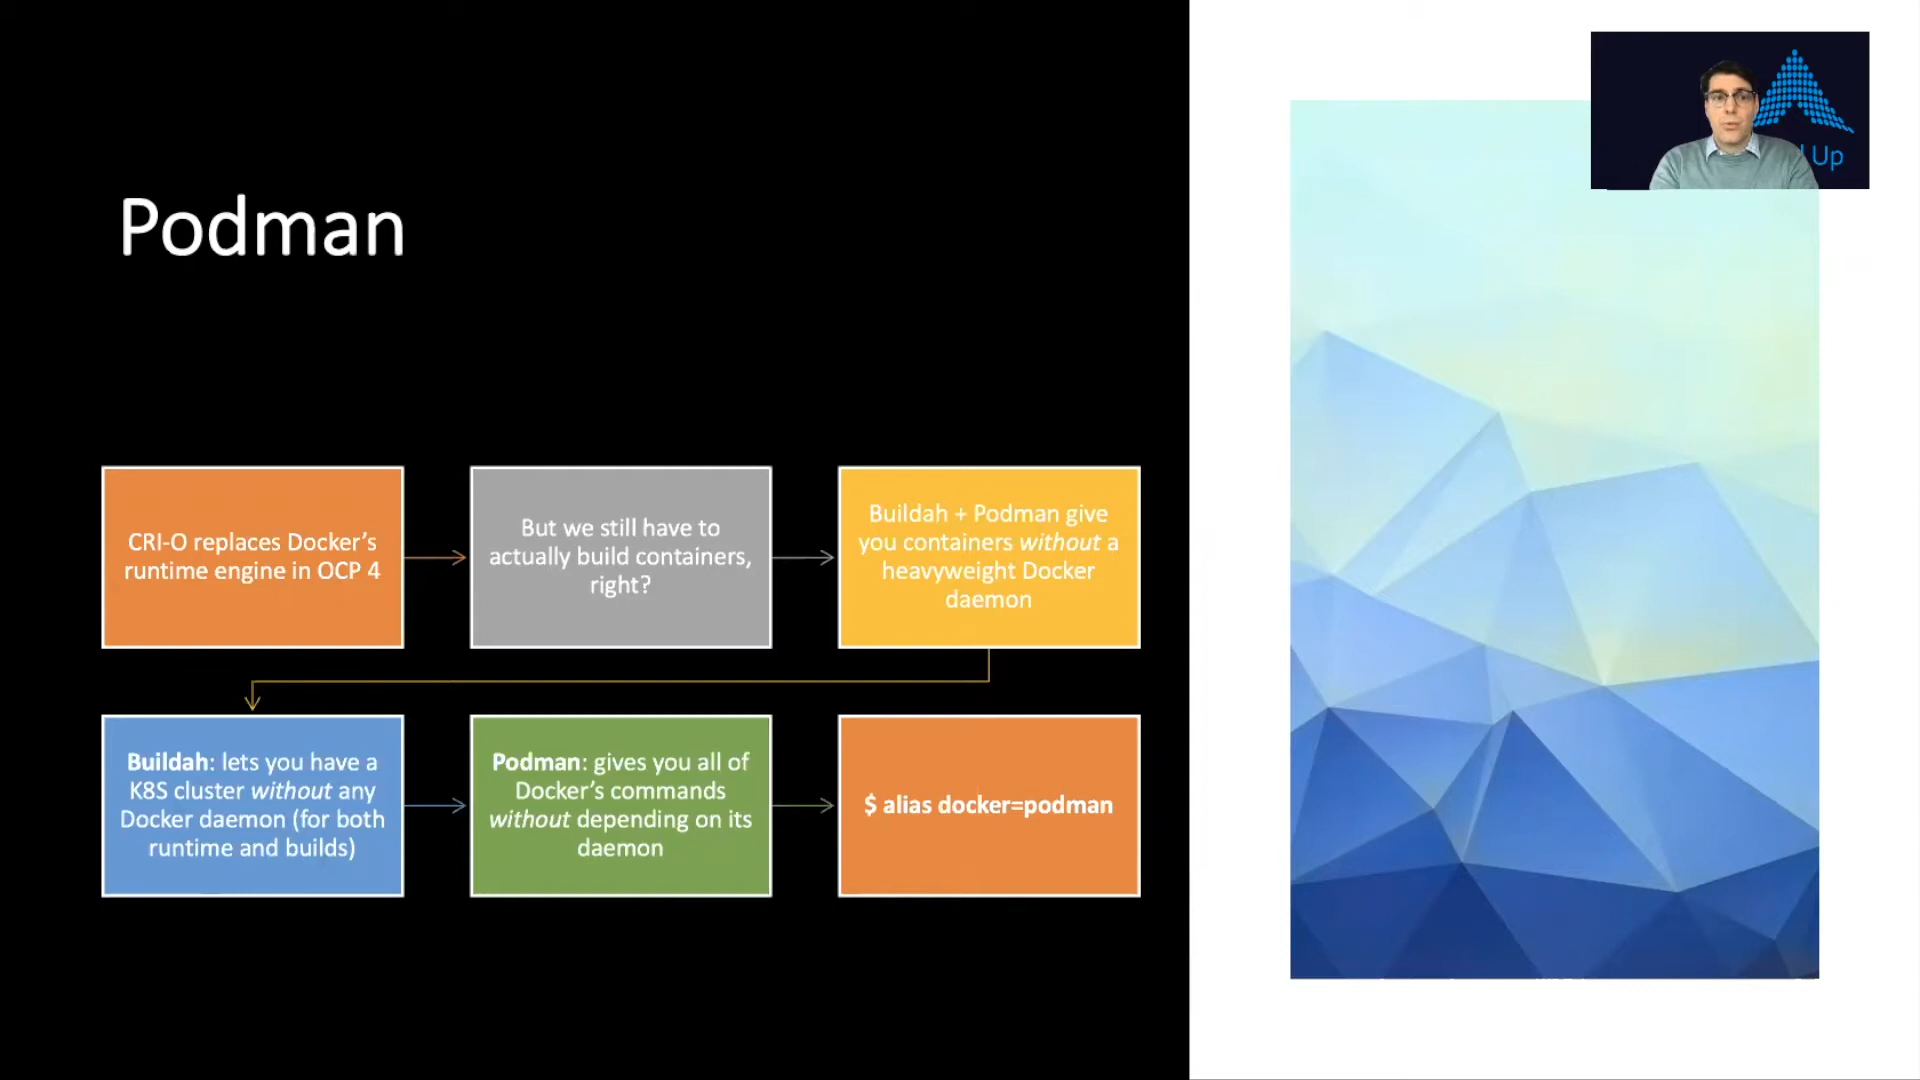 Up
Podman
CRI-O replaces Docker’s
runtime engine in OCP 4
But we still have to
actually build containers,
right?
Buildah + Podman give
you containers without a
heavyweight Docker
daemon
Buildah: lets you have a
K8S cluster without any
Docker daemon (for both
runtime and builds)
Podman: gives you all of
Docker’s commands
without depending on its
daemon
$ alias docker=podman